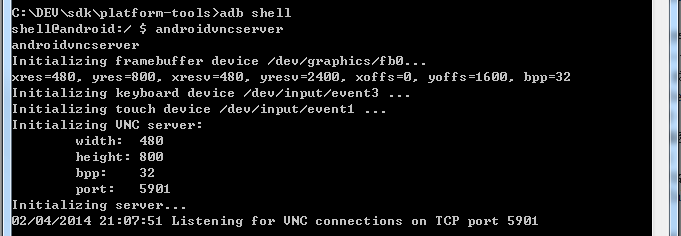 C:\DEV\sdk\platform-tools>adb shell
shell@android:/ $ androidvncserver
androidvncserver
Initializing framebuffer device /dev/graphics/fb0...
xres=480, yres=800, xresv=480, yresv=2400, xoffs=0, yoffs=1600, bpp=32
Initializing keyboard device /dev/input/event3 ...
Initializing touch device /dev/input/event1 ...
Initializing VNC server:
        width:  480
        height: 800
        bpp:    32
        port:   5901
Initializing server...
02/04/2014 21:07:51 Listening for VNC connections on TCP port 5901